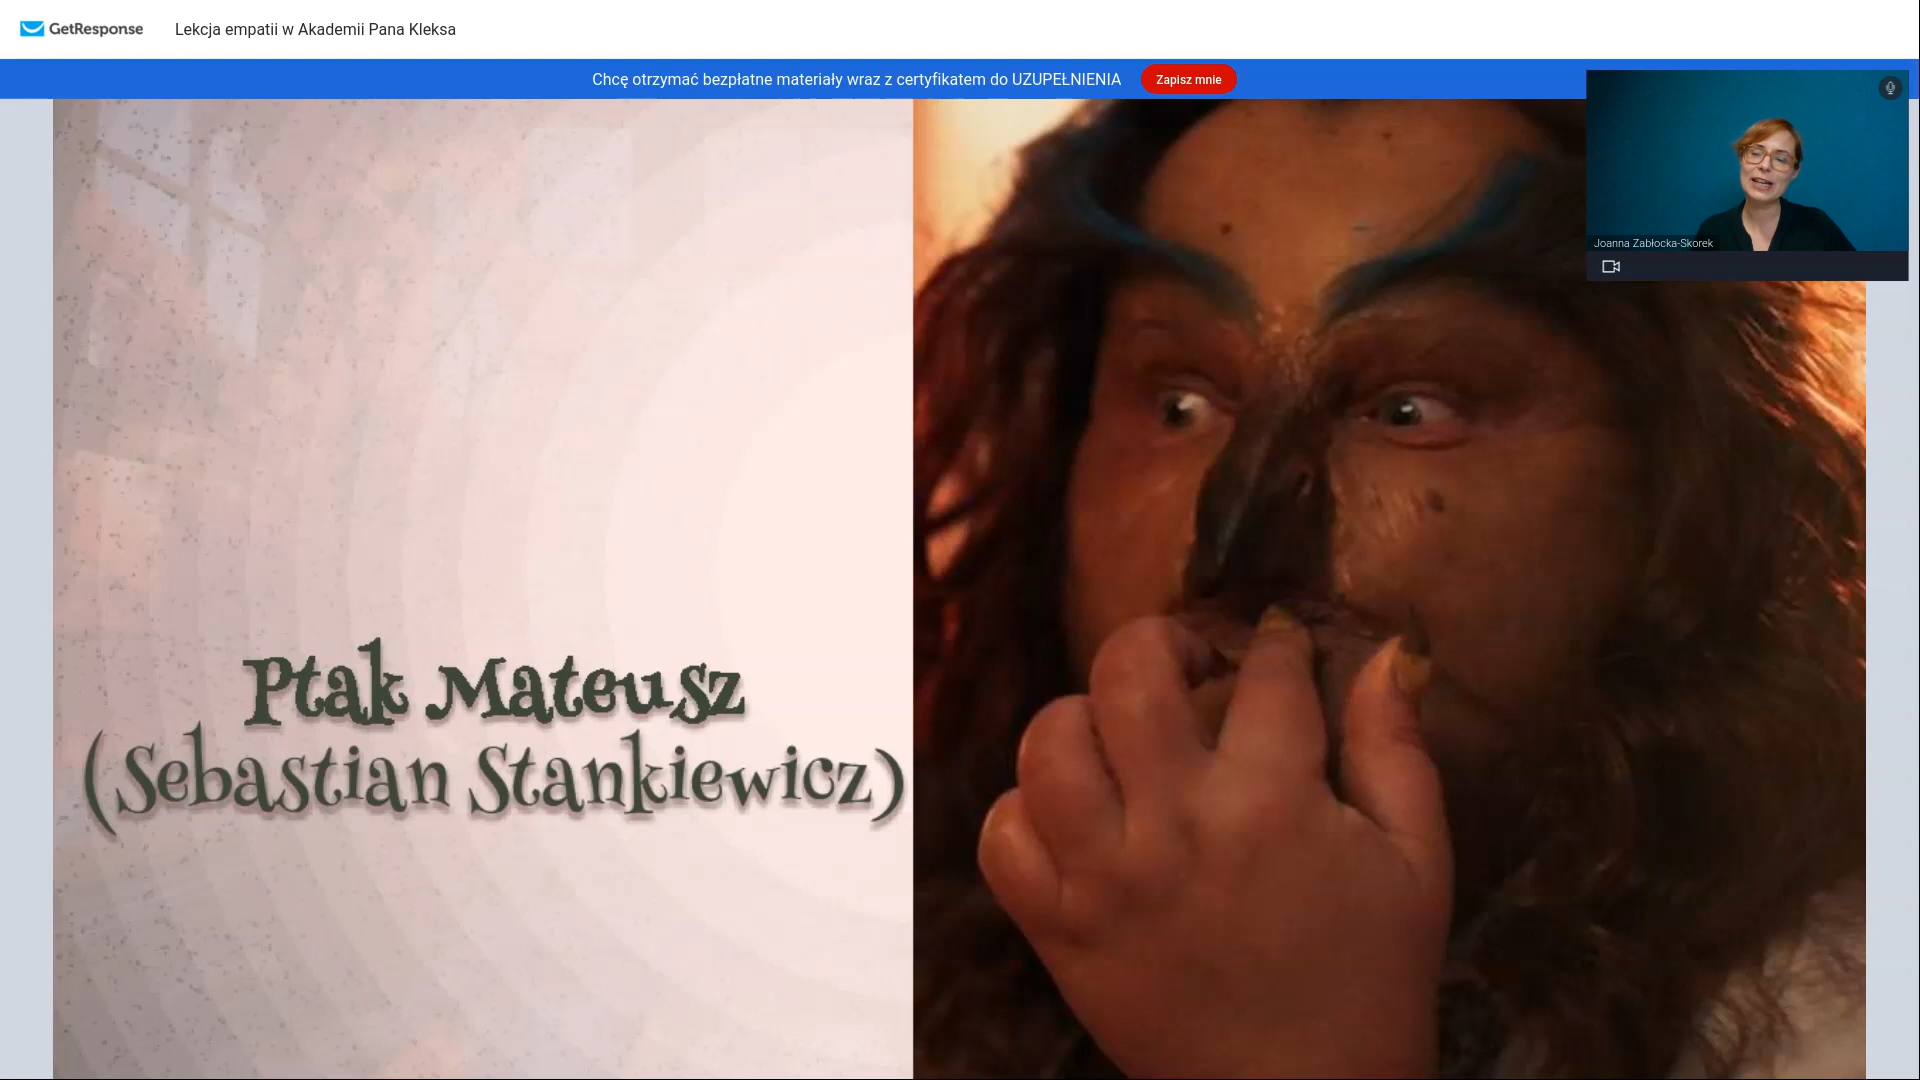 GetResponse
Lekcja empatii w Akademii Pana Kleksa
Chcę otrzymać bezpłatne materiały wraz z certyfikatem do UZUPEŁNIENIA
Zapisz mnie
Joanna Zabłocka-Skorek
Ptak Mateusz
(Sebastian Stankiewicz)